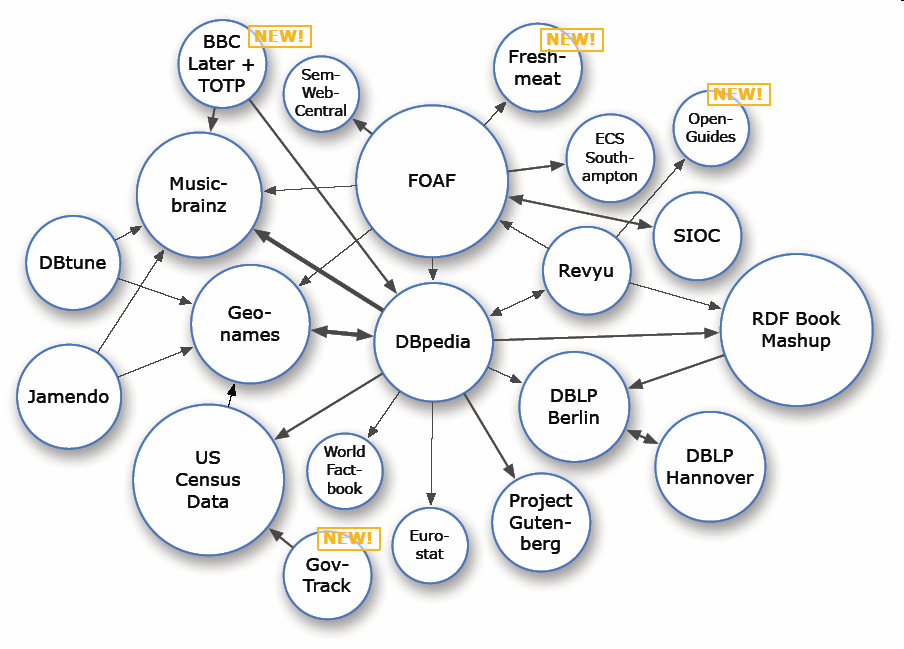 NEW!
BBC
Later +
TOTP
Sem-
Web-
Central
NEW!
Fresh-
meat
NEW!
Open-
Guides
ECS
South-
ampton
FOAF
Music-
brainz
SIOC
DBtune
Revyu
Geo-
names
DBpedia
RDF Book
Mashup
Jamendo
DBLP
Berlin
DBLP
Hannover
US
Census
Data
World
Fact-
book
Project
Guten-
berg
Euro-
stat
NEW!
Gov-
Track